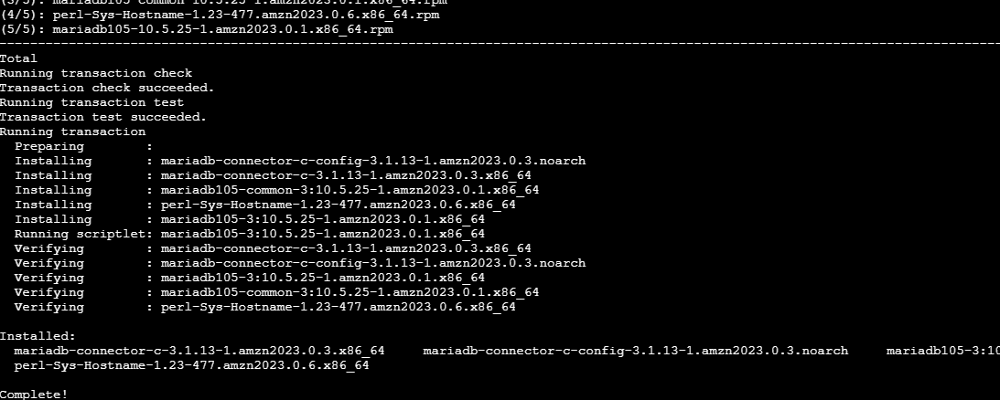 (3/5): mariadb105-common-10.5.25-1.amzn2023.0.1.x86_64.rpm
(4/5): perl-Sys-Hostname-1.23-477.amzn2023.0.6.x86_64.rpm
(5/5): mariadb105-10.5.25-1.amzn2023.0.1.x86_64.rpm
--------------------------------------------------------------------------------------------------------------------------------
Total
Running transaction check
Transaction check succeeded.
Running transaction test
Transaction test succeeded.
Running transaction
  Preparing        :
  Installing       : mariadb-connector-c-config-3.1.13-1.amzn2023.0.3.noarch
  Installing       : mariadb-connector-c-3.1.13-1.amzn2023.0.3.x86_64
  Installing       : mariadb105-common-3:10.5.25-1.amzn2023.0.1.x86_64
  Installing       : perl-Sys-Hostname-1.23-477.amzn2023.0.6.x86_64
  Installing       : mariadb105-3:10.5.25-1.amzn2023.0.1.x86_64
  Running scriptlet: mariadb105-3:10.5.25-1.amzn2023.0.1.x86_64
  Verifying        : mariadb-connector-c-3.1.13-1.amzn2023.0.3.x86_64
  Verifying        : mariadb-connector-c-config-3.1.13-1.amzn2023.0.3.noarch
  Verifying        : mariadb105-3:10.5.25-1.amzn2023.0.1.x86_64
  Verifying        : mariadb105-common-3:10.5.25-1.amzn2023.0.1.x86_64
  Verifying        : perl-Sys-Hostname-1.23-477.amzn2023.0.6.x86_64

Installed:
  mariadb-connector-c-3.1.13-1.amzn2023.0.3.x86_64     mariadb-connector-c-config-3.1.13-1.amzn2023.0.3.noarch     mariadb105-3:10
  perl-Sys-Hostname-1.23-477.amzn2023.0.6.x86_64

Complete!